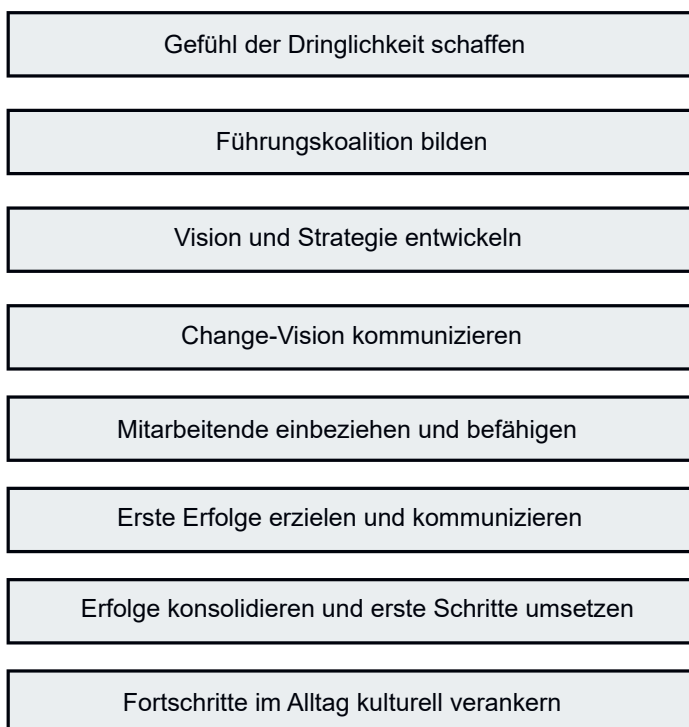 Gefühl der Dringlichkeit schaffen
Führungskoalition bilden
Vision und Strategie entwickeln
Change-Vision kommunizieren
Mitarbeitende einbeziehen und befähigen
Erste Erfolge erzielen und kommunizieren
Erfolge konsolidieren und erste Schritte umsetzen
Fortschritte im Alltag kulturell verankern